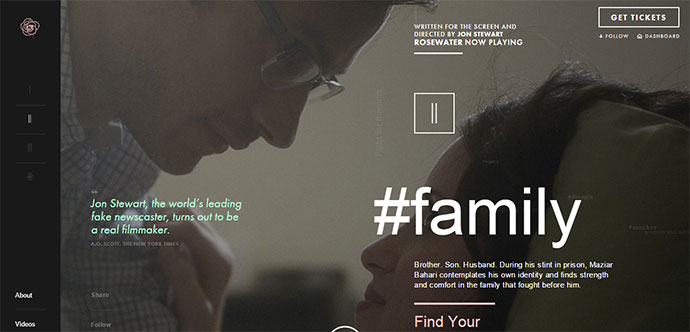 WRITTEN FOR THE SCREEN AND
DIRECTED BY JON STEWART
ROSEWATER NOW PLAYING
GET TICKETS
FOLLOW
DASHBOARD
#family
“
Jon Stewart, the world's leading
fake newscaster, turns out to be
a real filmmaker.
A.O. SCOTT, THE NEW YORK TIMES
Brother. Son. Husband. During his stint in prison, Maziar
Bahari contemplates his own identity and finds strength
and comfort in the family that fought before him.
About
Share
Find Your
Videos
Follow